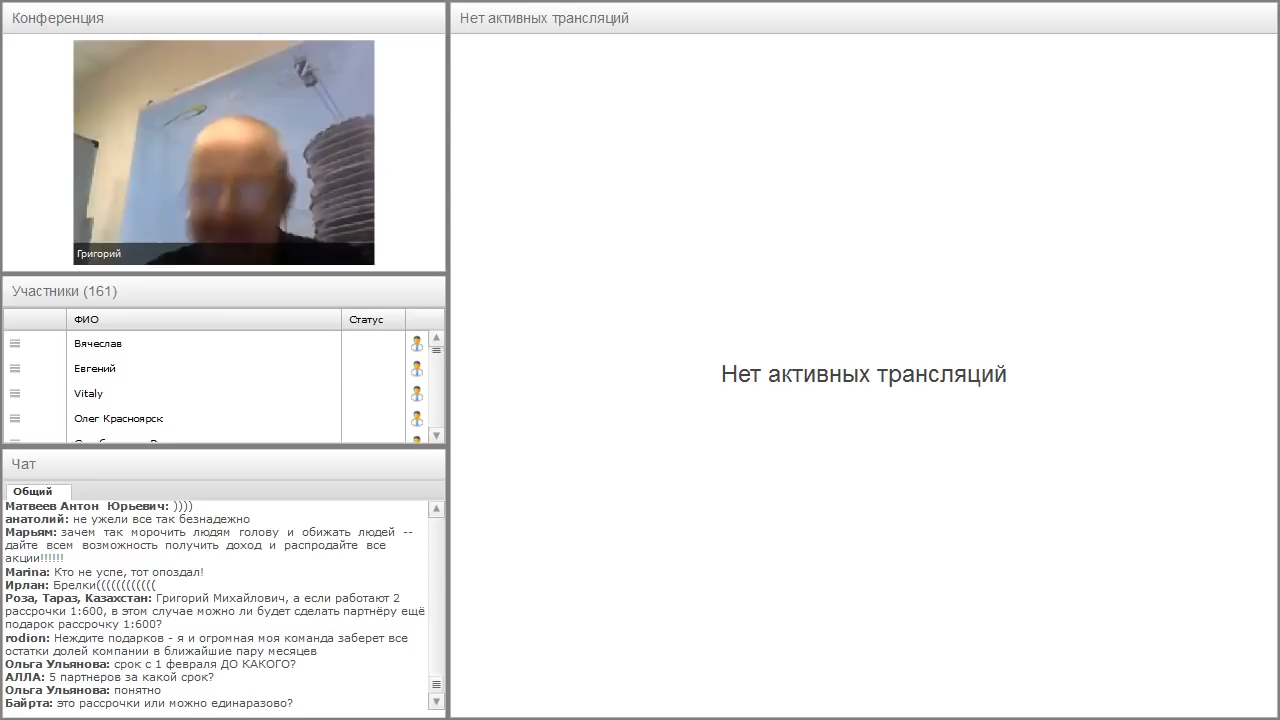 Конференция
Нет активных трансляций
Григорий
Участники (161)
ФИО
Статус
Вячеслав
Евгений
Vitaly
Олег Красноярск
Чат
Общий
Матвеев Антон Юрьевич: ))))
анатолий: не ужели все так безнадежно
Марьям: зачем так морочить людям голову и обижать людей --
дайте всем возможность получить доход и распродайте все
акции!!!!!!
Marina: Кто не успе, тот опоздал!
Ирлан: Брелки((((((((((((
Роза, Тараз, Казахстан: Григорий Михайлович, а если работают 2
рассрочки 1:600, в этом случае можно ли будет сделать партнёру ещё
подарок рассрочку 1:600?
rodion: Неждите подарков - я и огромная моя команда заберет все
остатки долей компании в ближайшие пару месяцев
Ольга Ульянова: срок с 1 февраля ДО КАКОГО?
АЛЛА: 5 партнеров за какой срок?
Ольга Ульянова: понятно
Байрта: это рассрочки или можно единаразово?
Нет активных трансляций